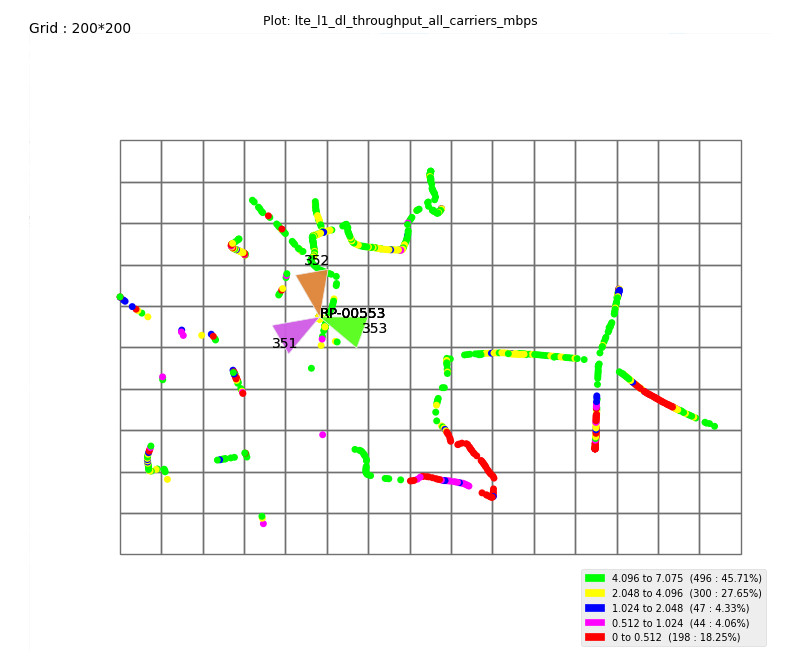 Plot: lte_l1_dl_throughput_all_carriers_mbps
Grid : 200*200
352
RP-00553
353
351
4.096 to 7.075 (496 : 45.71%)
2.048 to 4.096 (300 : 27.65%)
1.024 to 2.048 (47 : 4.33%)
0.512 to 1.024 (44 : 4.06%)
0 to 0.512 (198 : 18.25%)